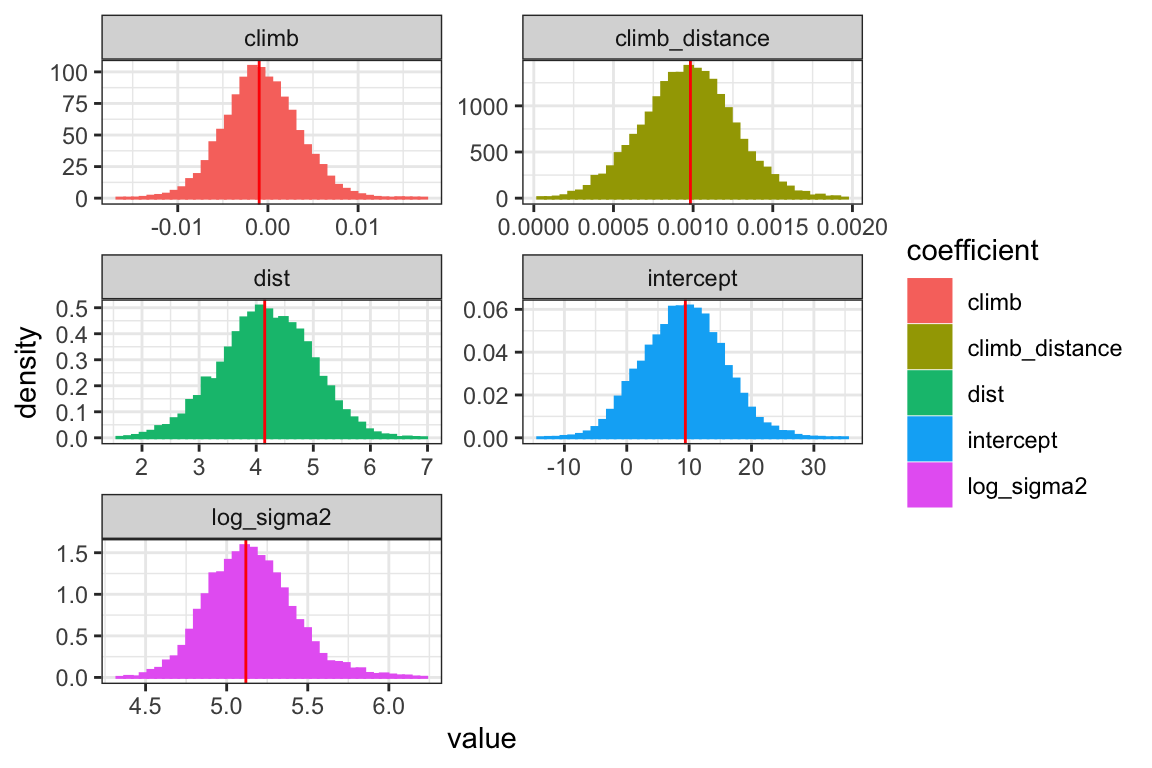 climb
climb_distance
100
75
50
25
0
-0.01 0.00 0.01
1000
500
0
0.0000 0.0005 0.0010 0.0015 0.0020
dist
intercept
0.5
0.4
0.3
0.2
0.1
0.0
2 3 4 5 6 7
0.06
0.04
0.02
0.00
-10 0 10 20 30
log_sigma2
1.5
1.0
0.5
0.0
4.5 5.0 5.5 6.0
density
value
coefficient
climb
climb_distance
dist
intercept
log_sigma2